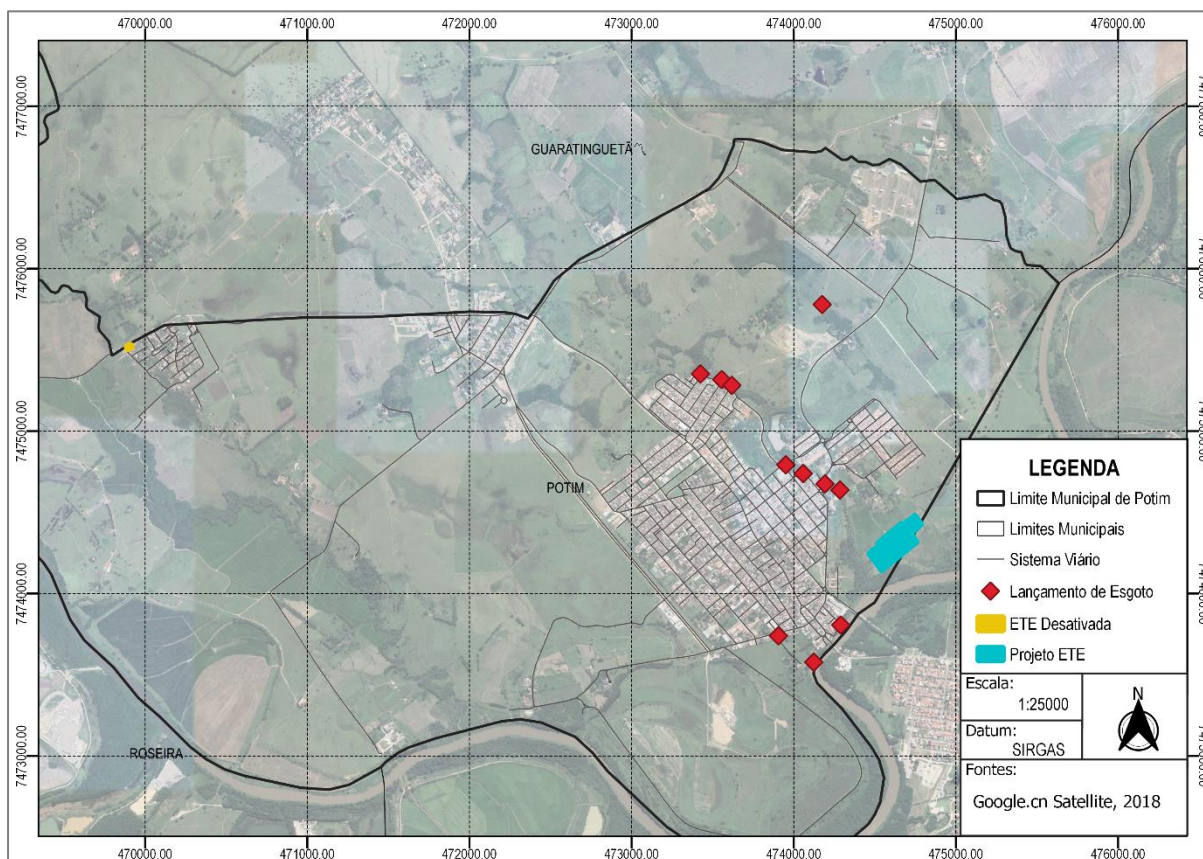 470000.00 471000.00 472000.00 473000.00 474000.00 475000.00 476000.00
7477000.00
7476000.00
7475000.00
7474000.00
7473000.00
GUARATINGUETÃ
POTIM
ROSEIRA
LEGENDA
Limite Municipal de Potim
Limites Municipais
Sistema Viário
Lançamento de Esgoto
ETE Desativada
Projeto ETE
Escala:
1:25000
Datum:
SIRGAS
N
Fontes:
Google.cn Satellite, 2018
470000.00 471000.00 472000.00 473000.00 474000.00 475000.00 476000.00